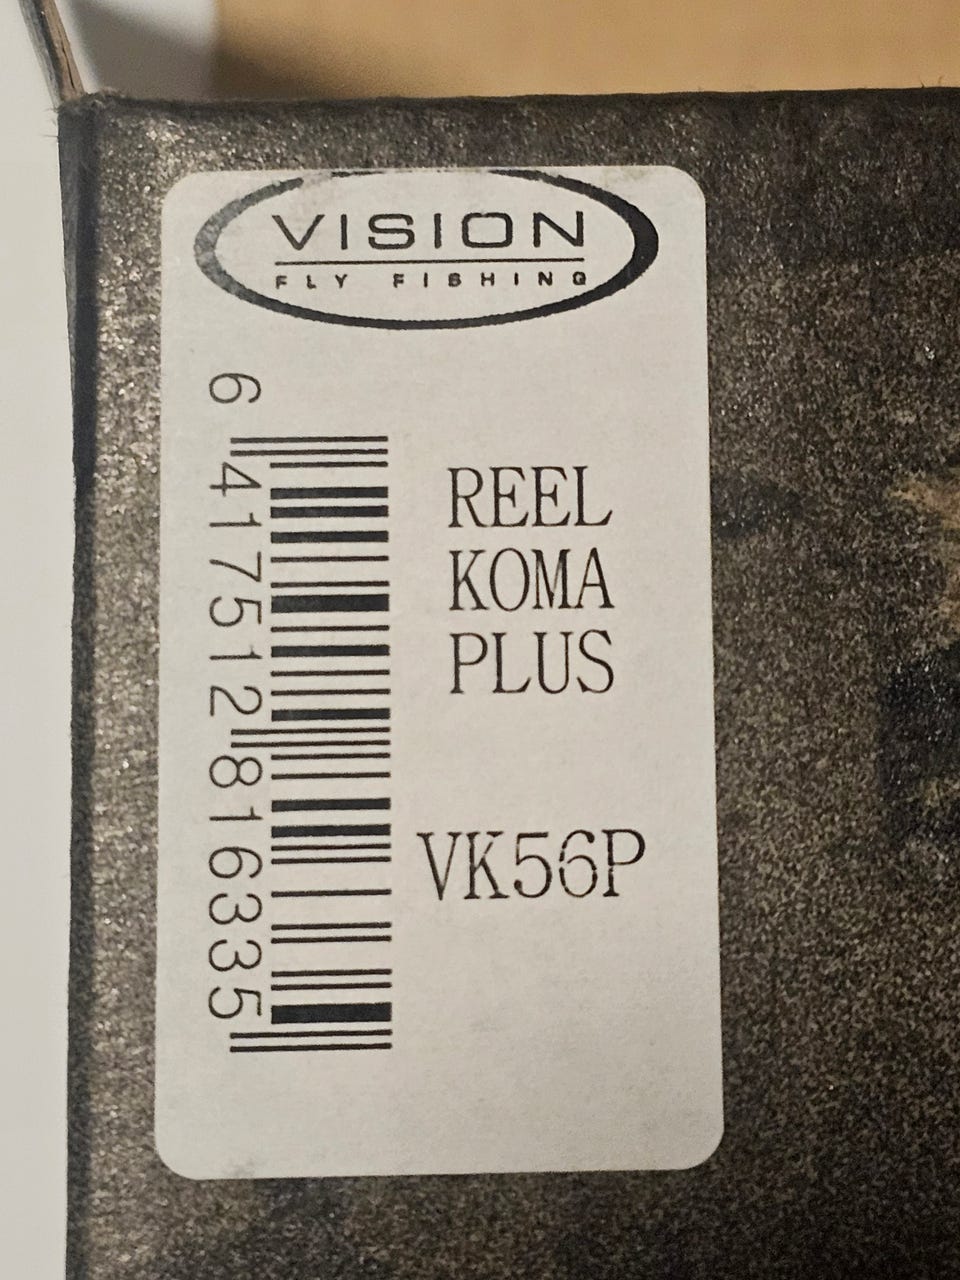 VISION
FLY FISHING
6 417512 816335
REEL
KOMA
PLUS
VK56P